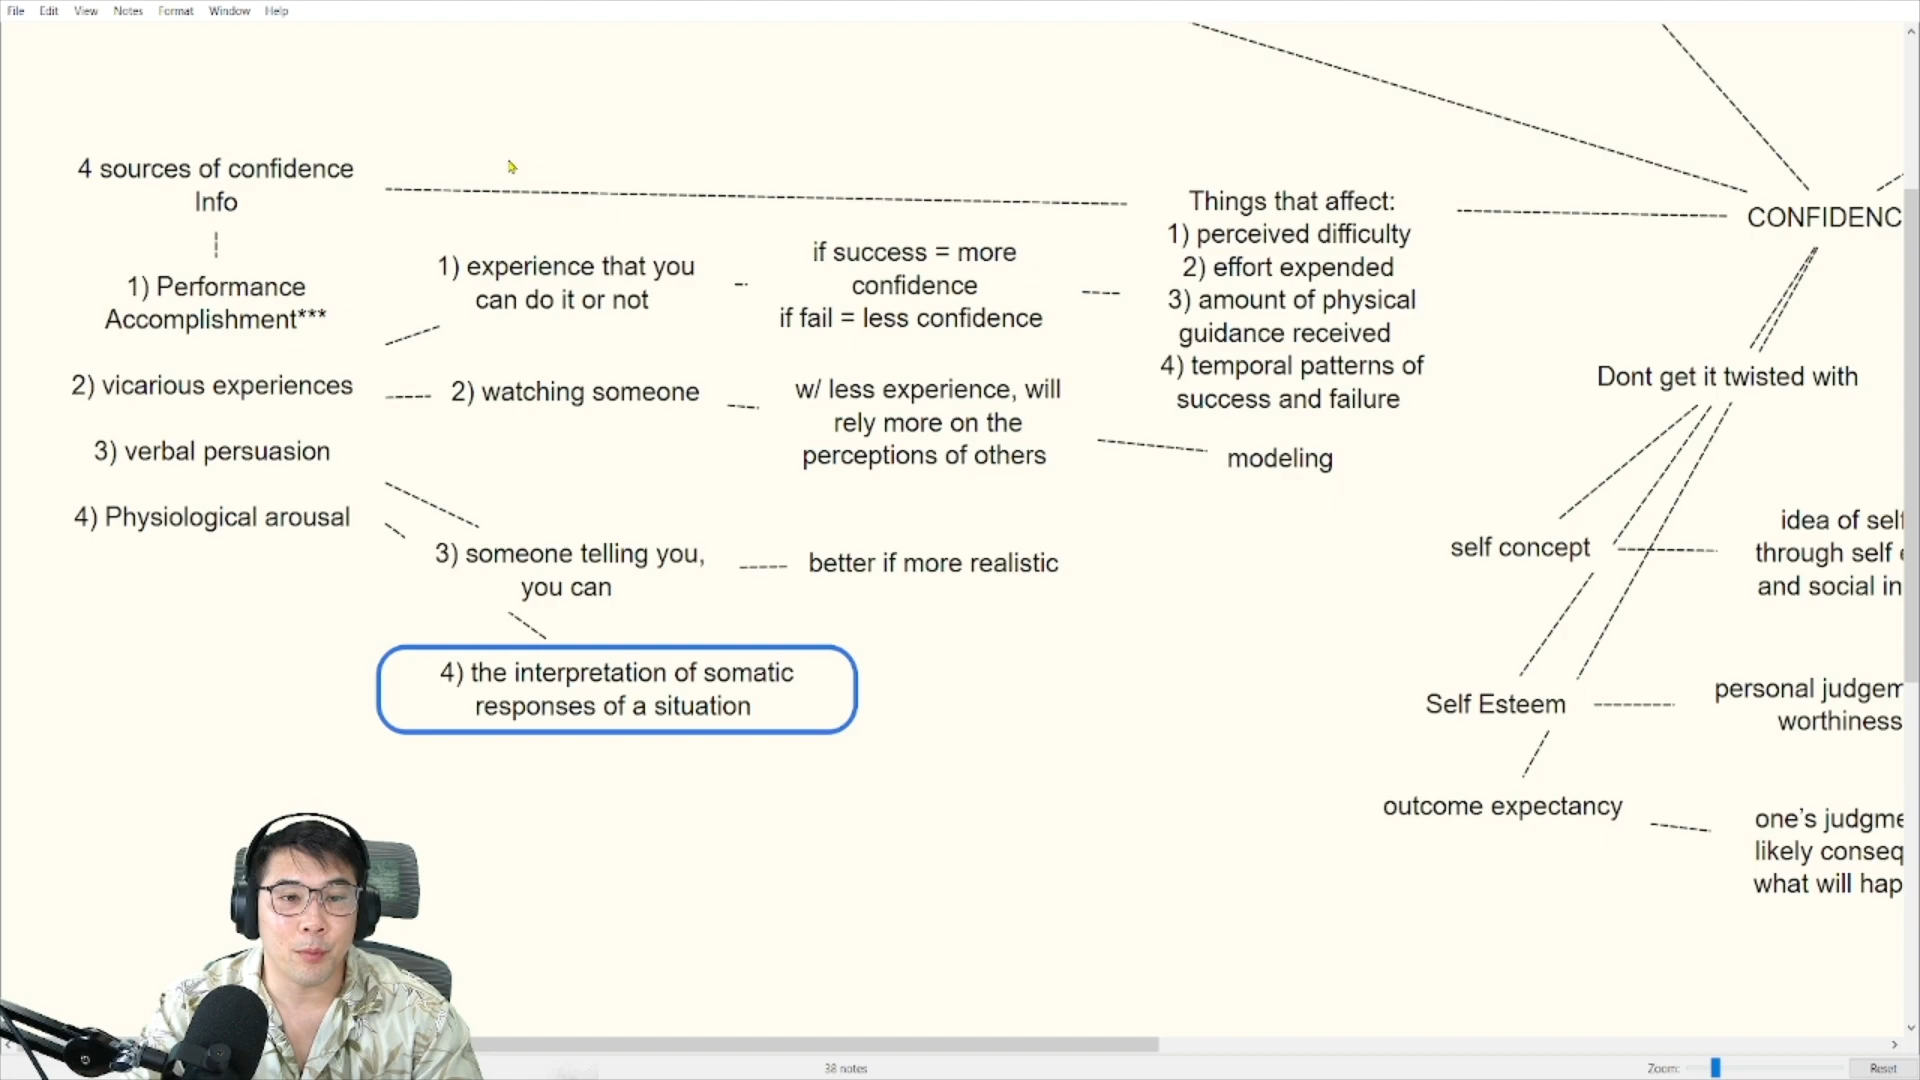 File Edit View Notes Format Window Help
4 sources of confidence
Info
1) Performance
Accomplishment***
2) vicarious experiences
3) verbal persuasion
4) Physiological arousal
1) experience that you
can do it or not
2) watching someone
3) someone telling you,
you can
4) the interpretation of somatic
responses of a situation
if success = more
confidence
if fail = less confidence
w/ less experience, will
rely more on the
perceptions of others
better if more realistic
Things that affect:
1) perceived difficulty
2) effort expended
3) amount of physical
guidance received
4) temporal patterns of
success and failure
modeling
CONFIDENC
Dont get it twisted with
self concept
idea of self
through self
and social in
Self Esteem
personal judgem
worthiness
outcome expectancy
one's judgme
likely conseq
what will hap
38 notes
Zoom:
Reset